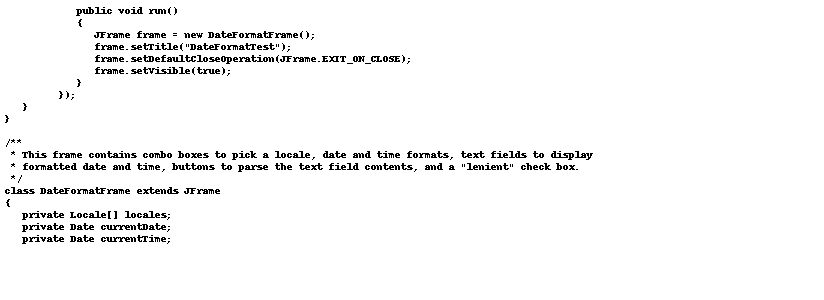 public void run()
{
JFrame frame = new DateFormatFrame();
frame.setTitle("DateFormatTest");
frame.setDefaultCloseOperation(JFrame.EXIT_ON_CLOSE);
frame.setVisible(true);
}
});
}
}
/**
* This frame contains combo boxes to pick a locale, date and time formats, text fields to display
* formatted date and time, buttons to parse the text field contents, and a "lenient" check box.
*/
class DateFormatFrame extends JFrame
{
private Locale[] locales;
private Date currentDate;
private Date currentTime;